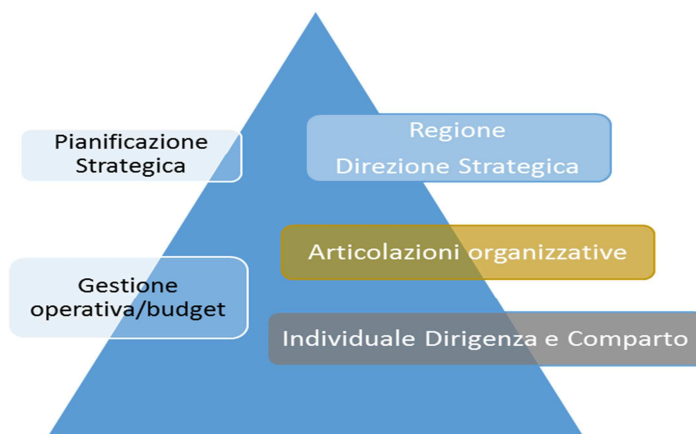 Pianificazione
Strategica
Regione
Direzione Strategica
Articolazioni organizzative
Gestione
operativa/budget
Individuale Dirigenza e Comparto